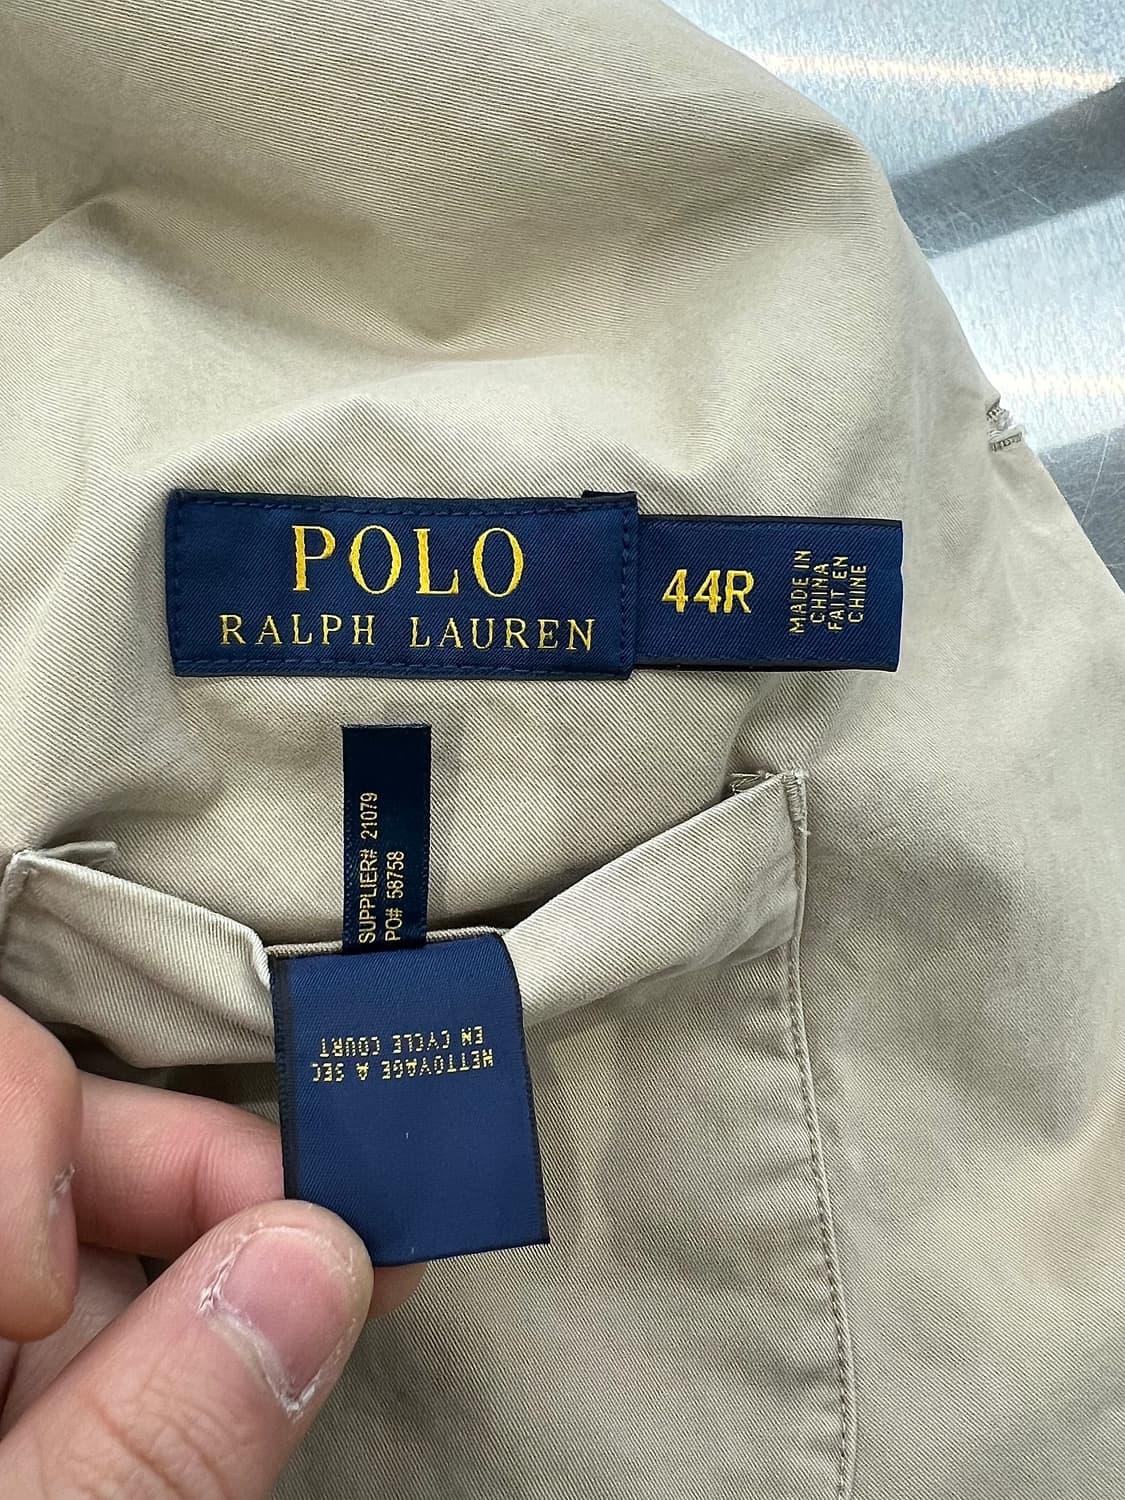 POLO
RALPH LAUREN
44R
MADE IN
CHINA
FAIT EN
CHINE
SUPPLIER# 21079
PO# 58758
NETTOYAGE A SEC
EN CYCLE COURT